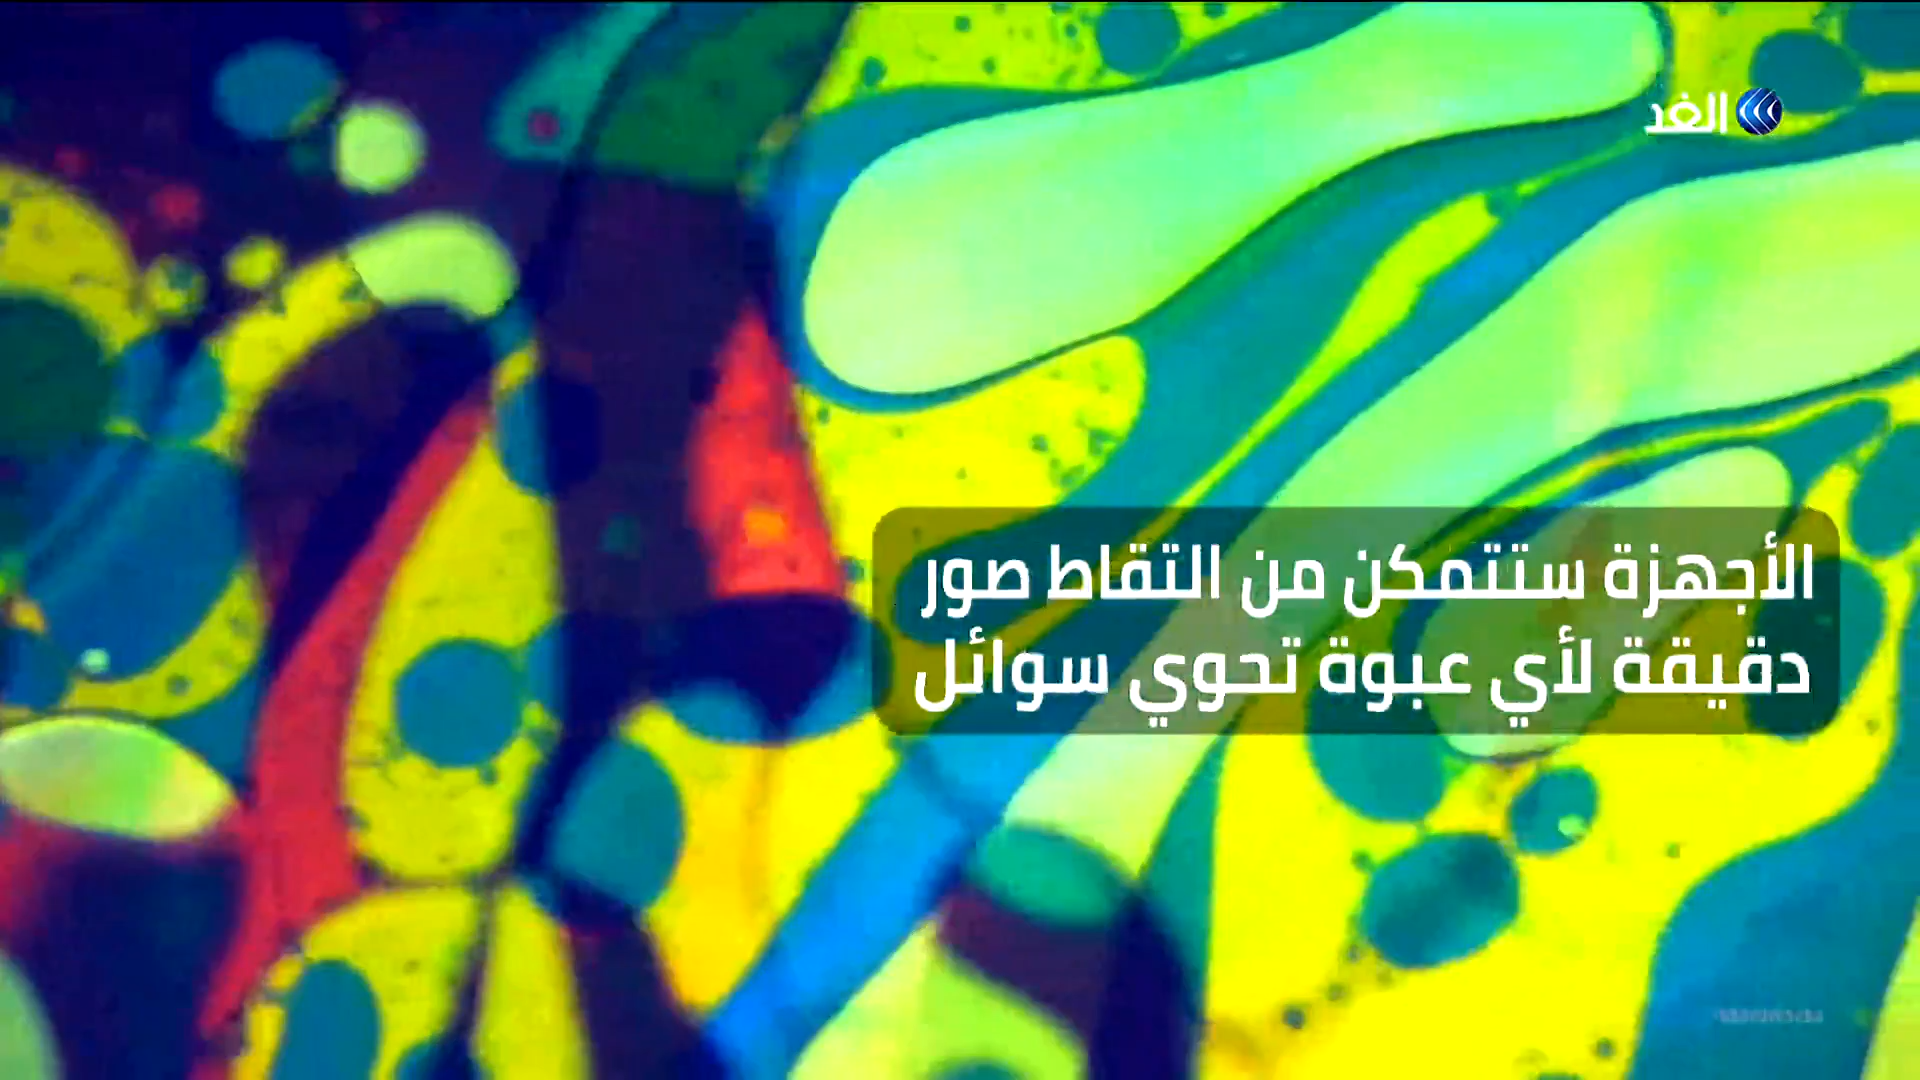 الغد
الأجهزة ستتمكن من التقاط صور
دقيقة لأي عبوة تحوي سوائل